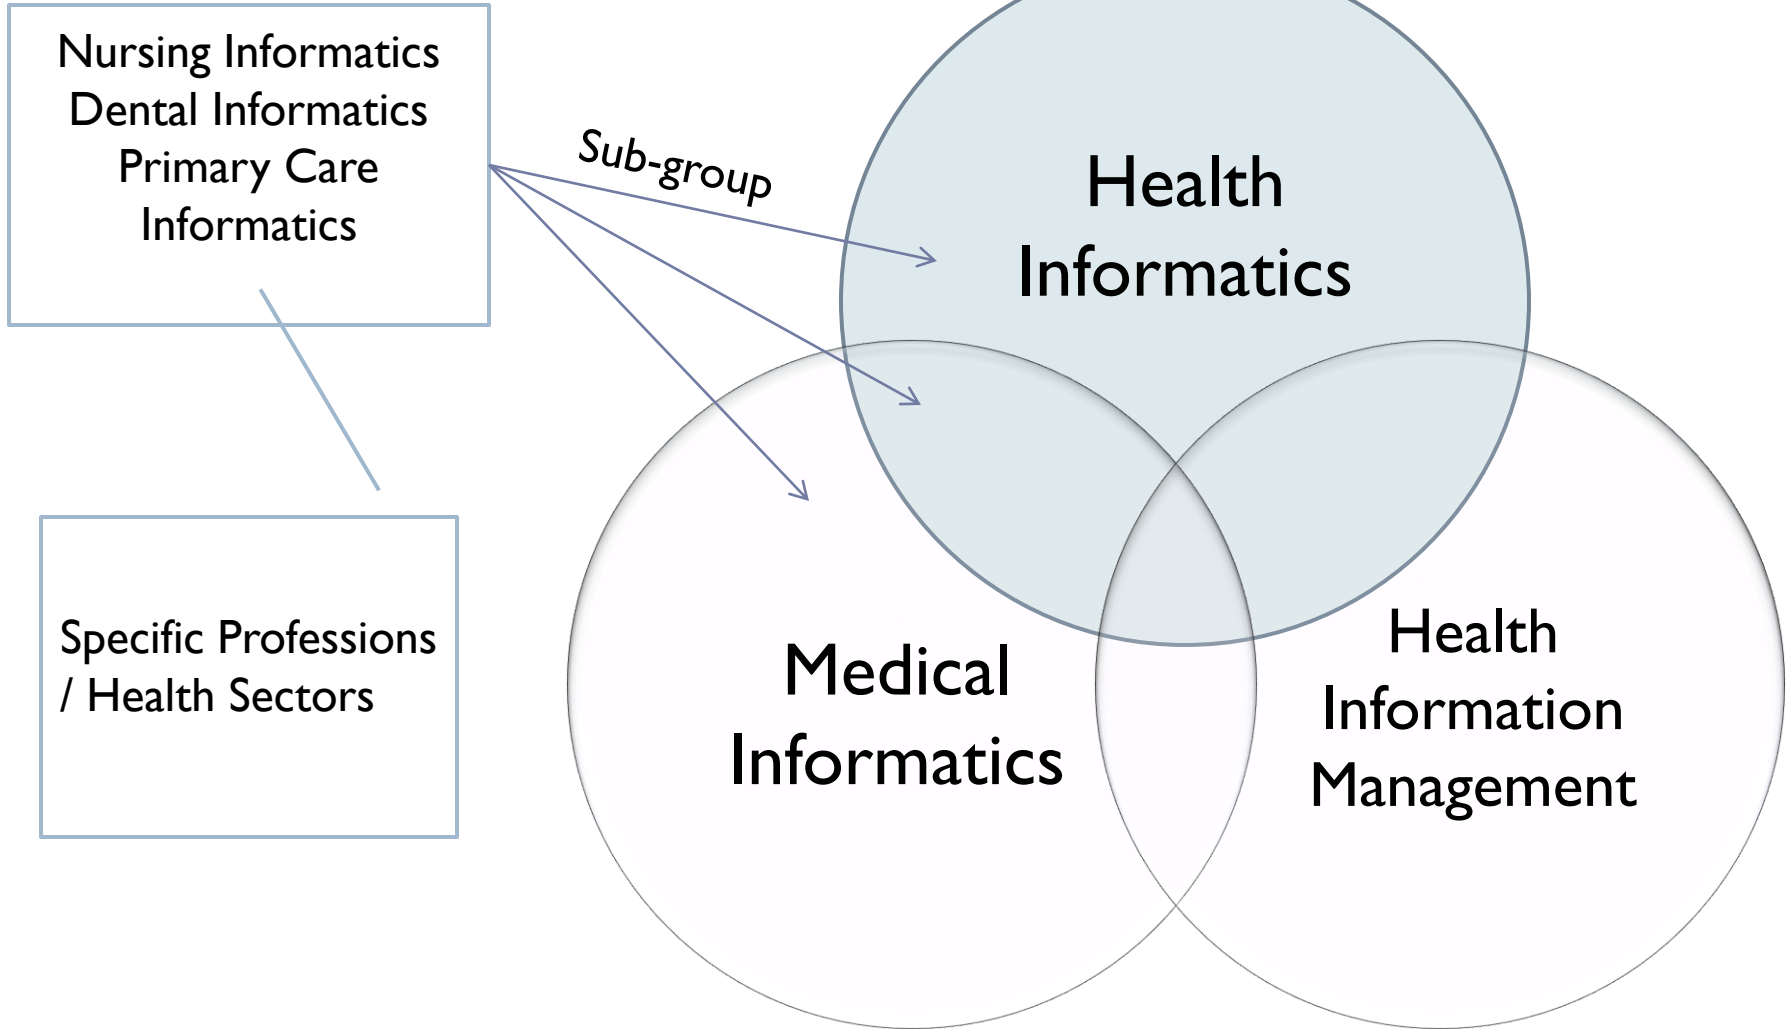 Nursing Informatics
Dental Informatics
Primary Care
Informatics
Sub-group
Health
Informatics
Specific Professions
/ Health Sectors
Medical
Informatics
Health
Information
Management